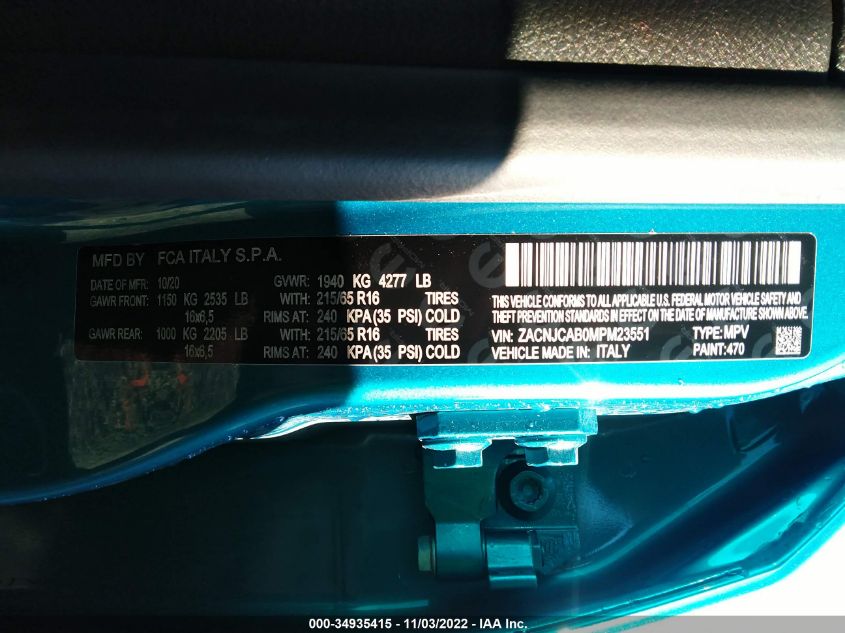 MFD BY FCA ITALY S.P.A.
DATE OF MFR: 10/20 GVWR: 1940 KG 4277 LB
GAWR FRONT: 1150 KG 2535 LB WITH: 215/65 R16 TIRES
16x6,5 RIMS AT: 240 KPA(35 PSI) COLD
GAWR REAR: 1000 KG 2205 LB WITH: 215/65 R16 TIRES
16x6,5 RIMS AT: 240 KPA(35 PSI) COLD
THIS VEHICLE CONFORMS TO ALL APPLICABLE U.S. FEDERAL MOTOR VEHICLE SAFETY AND
THEFT PREVENTION STANDARDS IN EFFECT ON THE DATE OF MANUFACTURE SHOWN ABOVE
VIN: ZACNJCAB0MPM23551 TYPE: MPV
VEHICLE MADE IN: ITALY PAINT:470
000-34935415 - 11/03/2022 - IAA Inc.